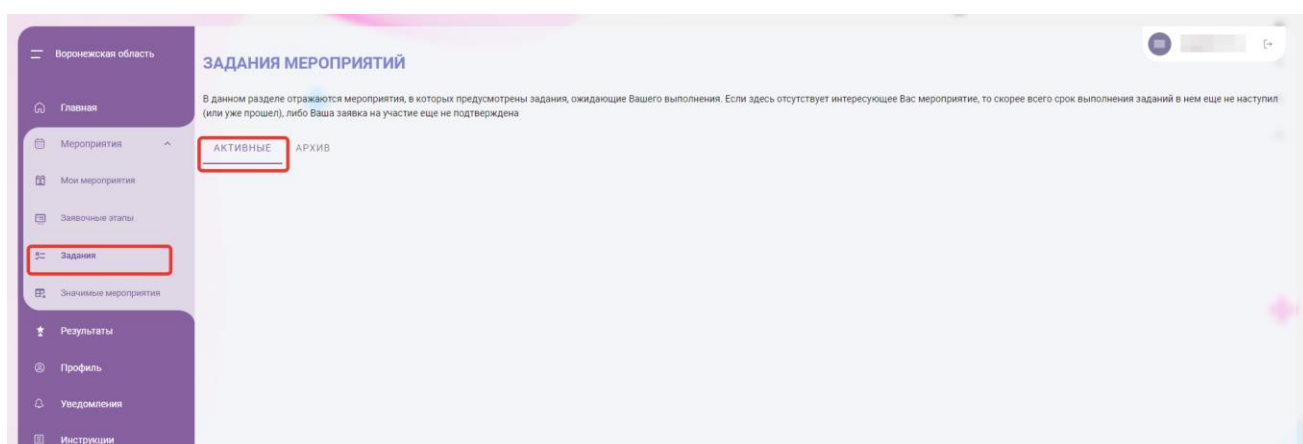 Воронежская область
Главная
Мероприятия
Мои мероприятия
Заявочные этапы
Задания
Значимые мероприятия
Результаты
Профиль
Уведомления
Инструкции
ЗАДАНИЯ МЕРОПРИЯТИЙ
В данном разделе отражаются мероприятия, в которых предусмотрены задания, ожидающие Вашего выполнения. Если здесь отсутствует интересующее Вас мероприятие, то скорее всего срок выполнения заданий в нем еще не наступил
(или уже прошел), либо Ваша заявка на участие еще не подтверждена
АКТИВНЫЕ АРХИВ